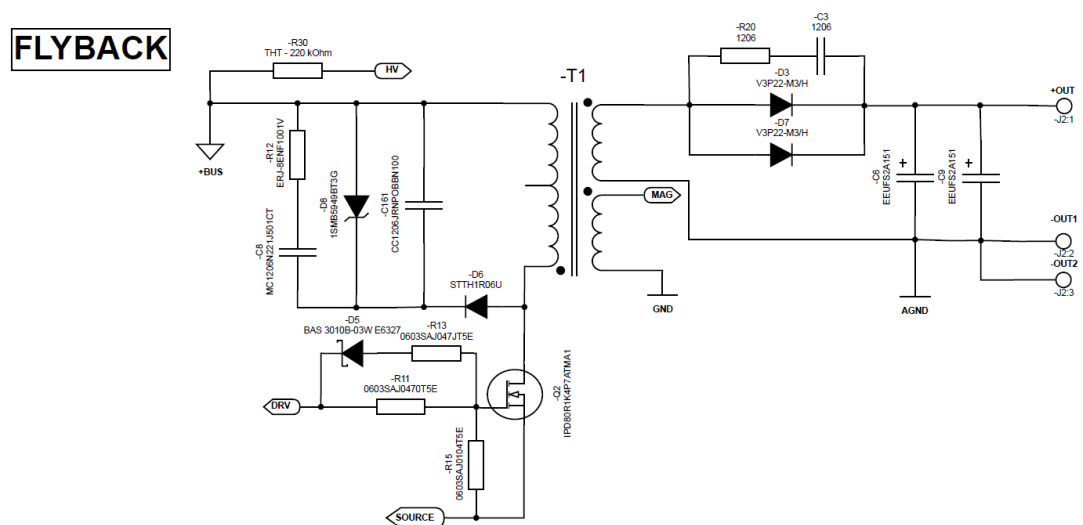 FLYBACK
-R30
THT - 220 kOhm
HV
+BUS
-R12
ERJ-8ENF1001V
-C8
MC1206N221J501CT
-D8
1SMB5949BT3G
-C161
CC1206JRNPOBBN100
-D6
STTH1R06U
-T1
MAG
GND
-R20
1206
-C3
1206
-D3
V3P22-M3/H
-D7
V3P22-M3/H
-C6
EEUFS2A151
+
-C9
EEUFS2A151
+
+OUT
-J2:1
-OUT1
-J2:2
-OUT2
-J2:3
AGND
-D5
BAS 3010B-03W E6327
-R13
0603SAJ047JT5E
-R11
0603SAJ0470T5E
DRV
-Q2
IPD80R1K4P7ATMA1
-R15
0603SAJ0104T5E
SOURCE